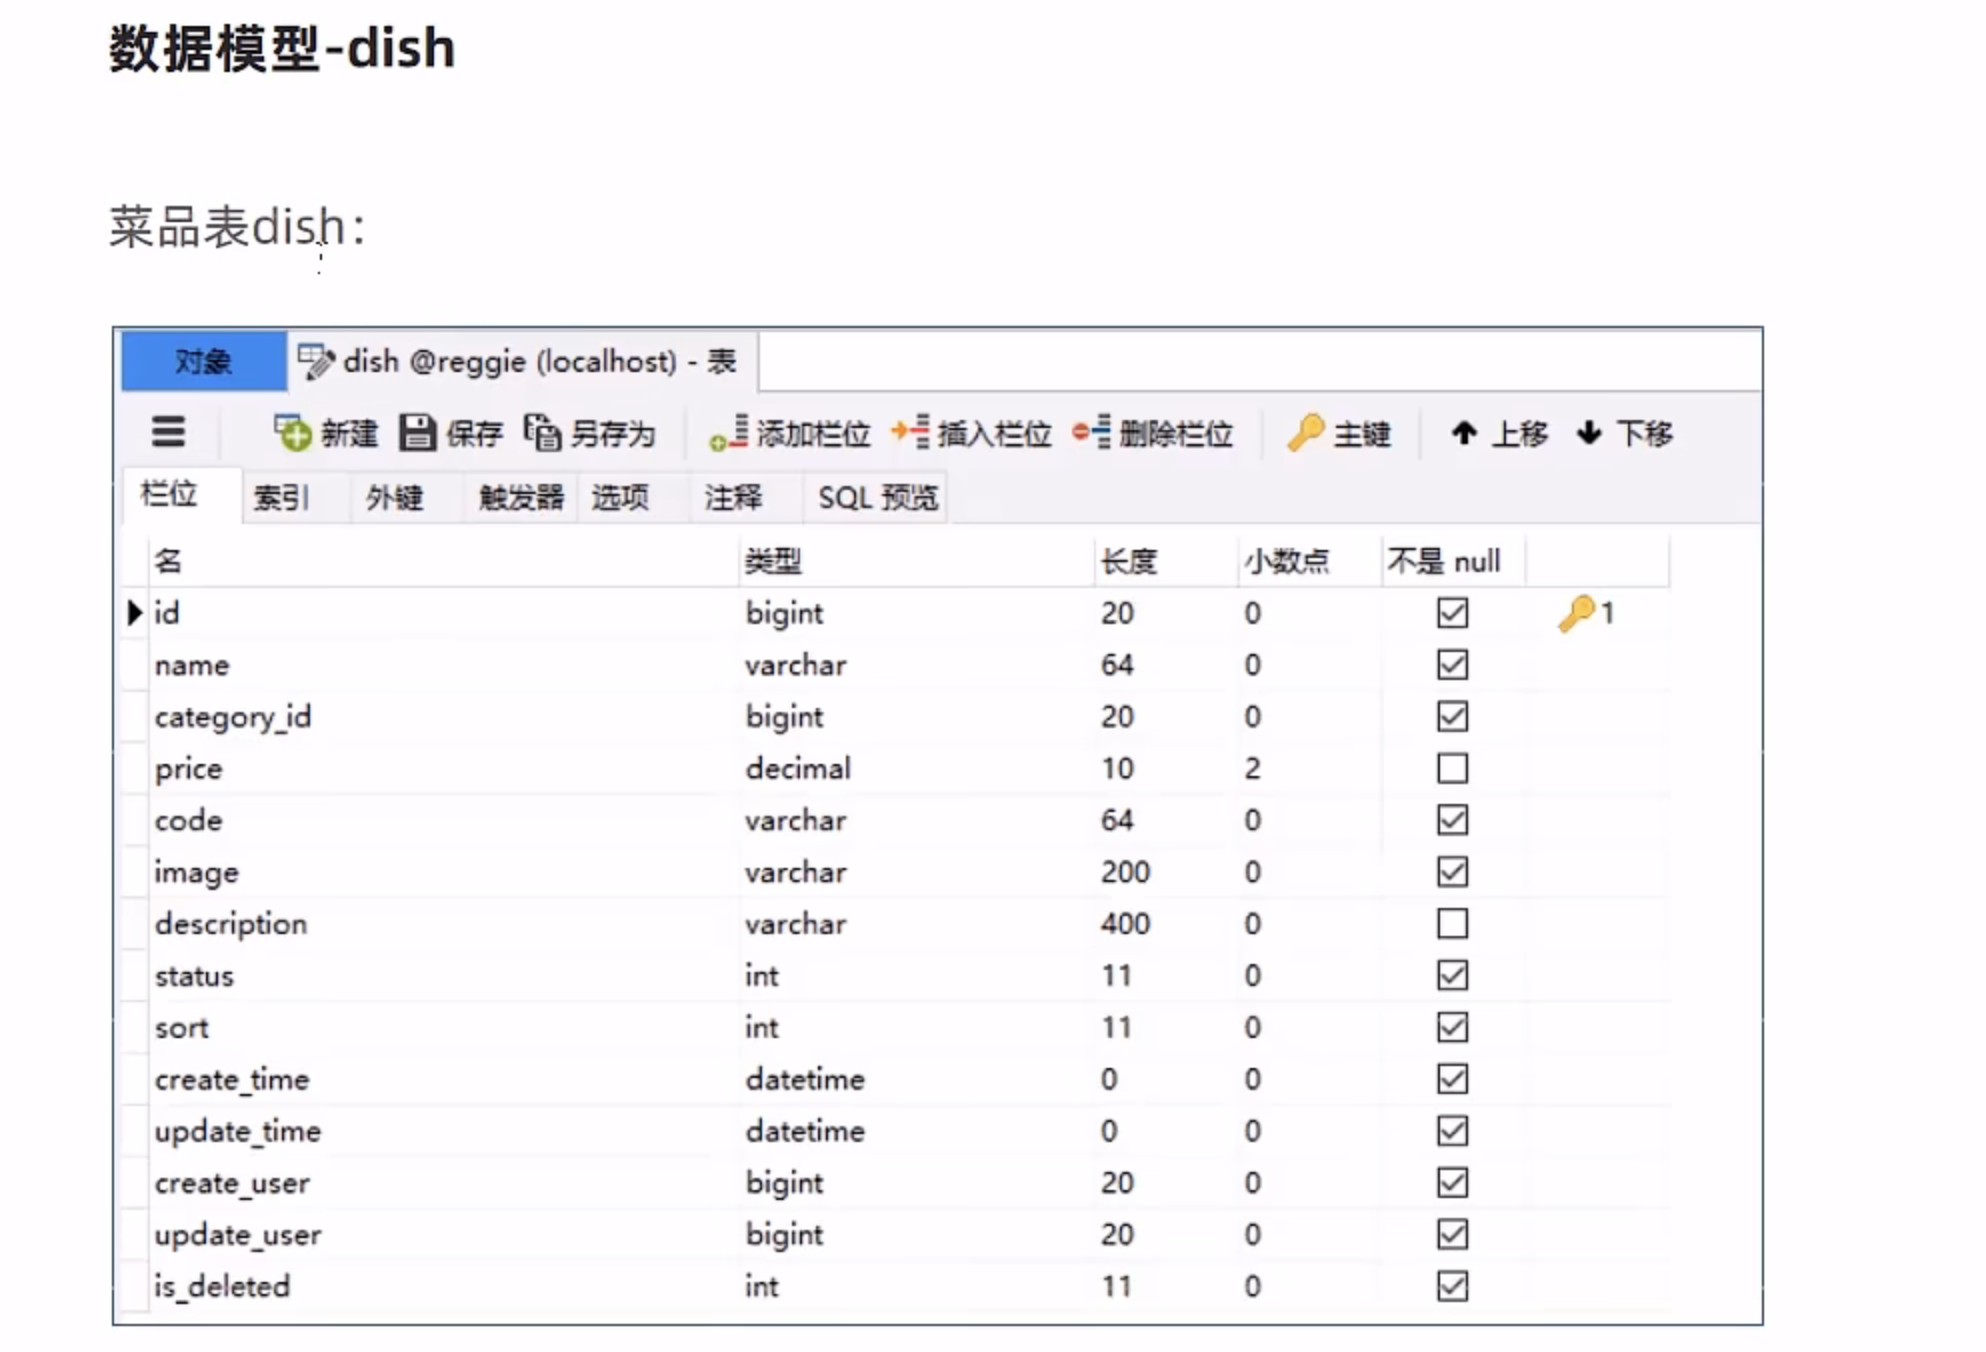 数据模型-dish
菜品表dish：
对象 dish @reggie (localhost) - 表
新建 保存 另存为 添加栏位 插入栏位 删除栏位 主键 上移 下移
栏位 索引 外键 触发器 选项 注释 SQL 预览
名 类型 长度 小数点 不是 null
id bigint 20 0 1
name varchar 64 0
category_id bigint 20 0
price decimal 10 2
code varchar 64 0
image varchar 200 0
description varchar 400 0
status int 11 0
sort int 11 0
create_time datetime 0 0
update_time datetime 0 0
create_user bigint 20 0
update_user bigint 20 0
is_deleted int 11 0